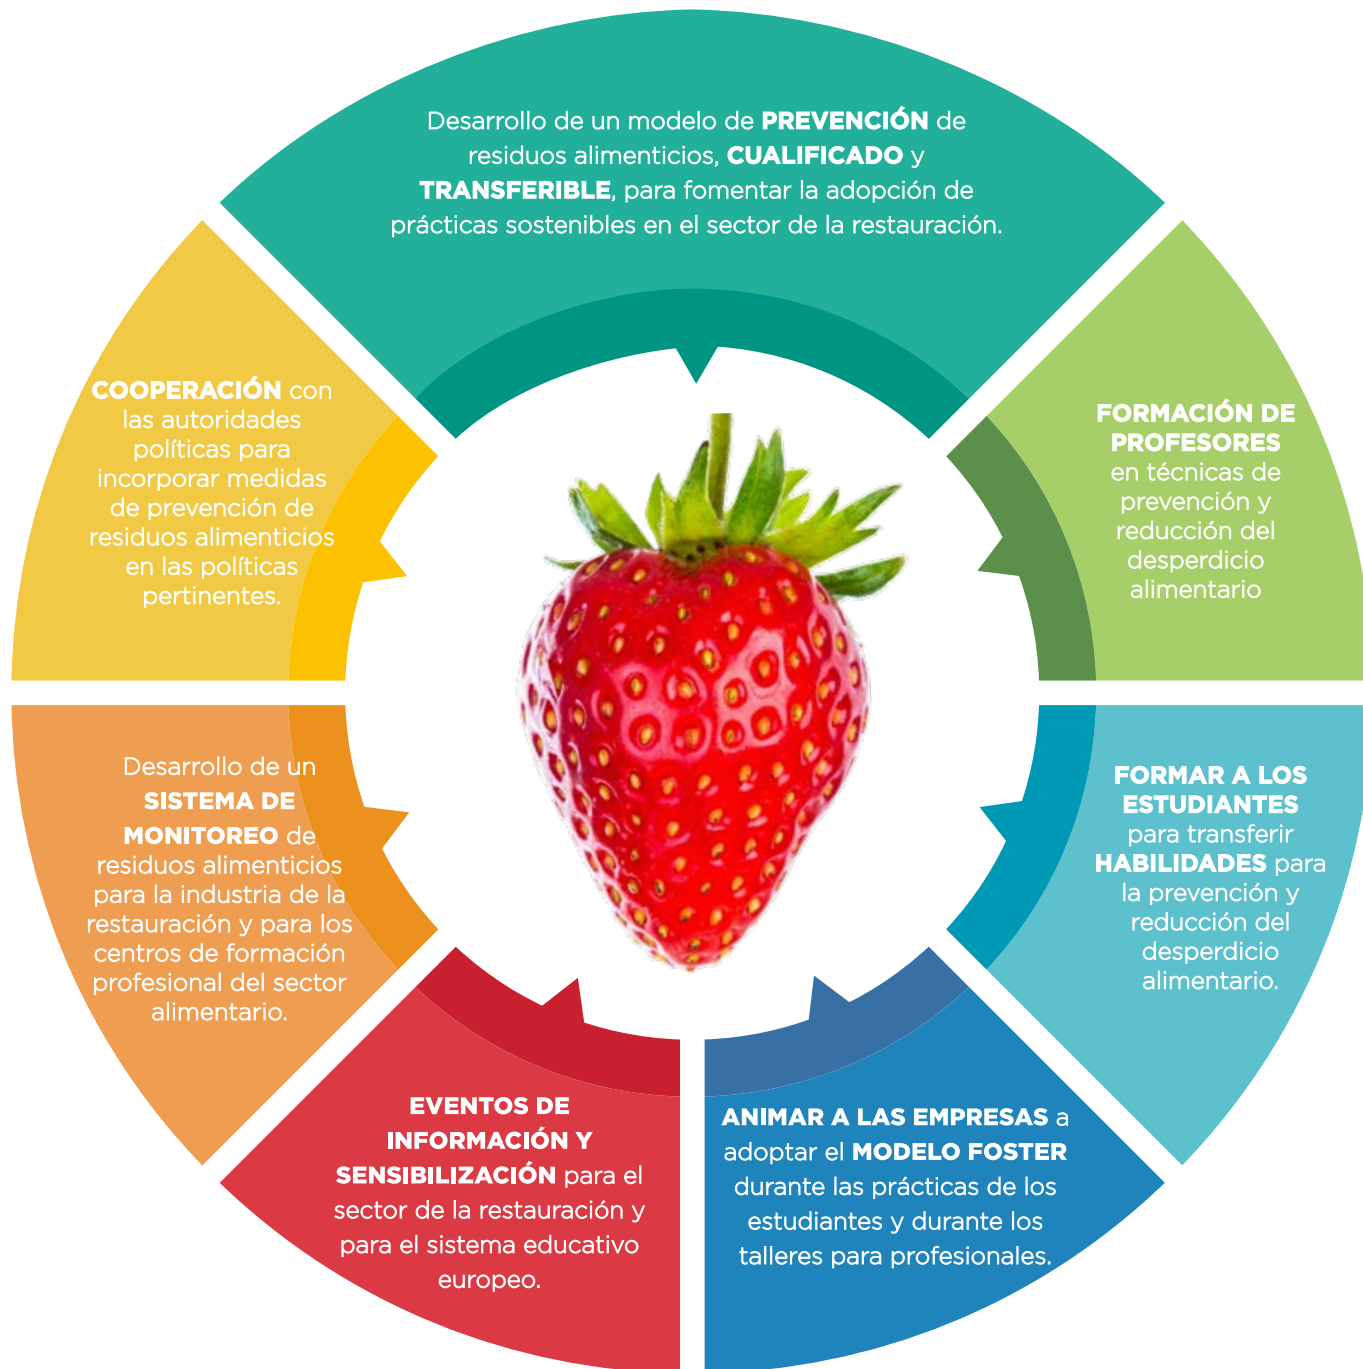 Desarrollo de un modelo de PREVENCIÓN de
residuos alimenticios, CUALIFICADO y
TRANSFERIBLE, para fomentar la adopción de
prácticas sostenibles en el sector de la restauración.
FORMACIÓN DE
PROFESORES
en técnicas de
prevención y
reducción del
desperdicio
alimentario
FORMAR A LOS
ESTUDIANTES
para transferir
HABILIDADES para
la prevención y
reducción del
desperdicio
alimentario.
ANIMAR A LAS EMPRESAS a
adoptar el MODELO FOSTER
durante las prácticas de los
estudiantes y durante los
talleres para profesionales.
EVENTOS DE
INFORMACIÓN Y
SENSIBILIZACIÓN para el
sector de la restauración y
para el sistema educativo
europeo.
Desarrollo de un
SISTEMA DE
MONITOREO de
residuos alimenticios
para la industria de la
restauración y para los
centros de formación
profesional del sector
alimentario.
COOPERACIÓN con
las autoridades
políticas para
incorporar medidas
de prevención de
residuos alimenticios
en las políticas
pertinentes.